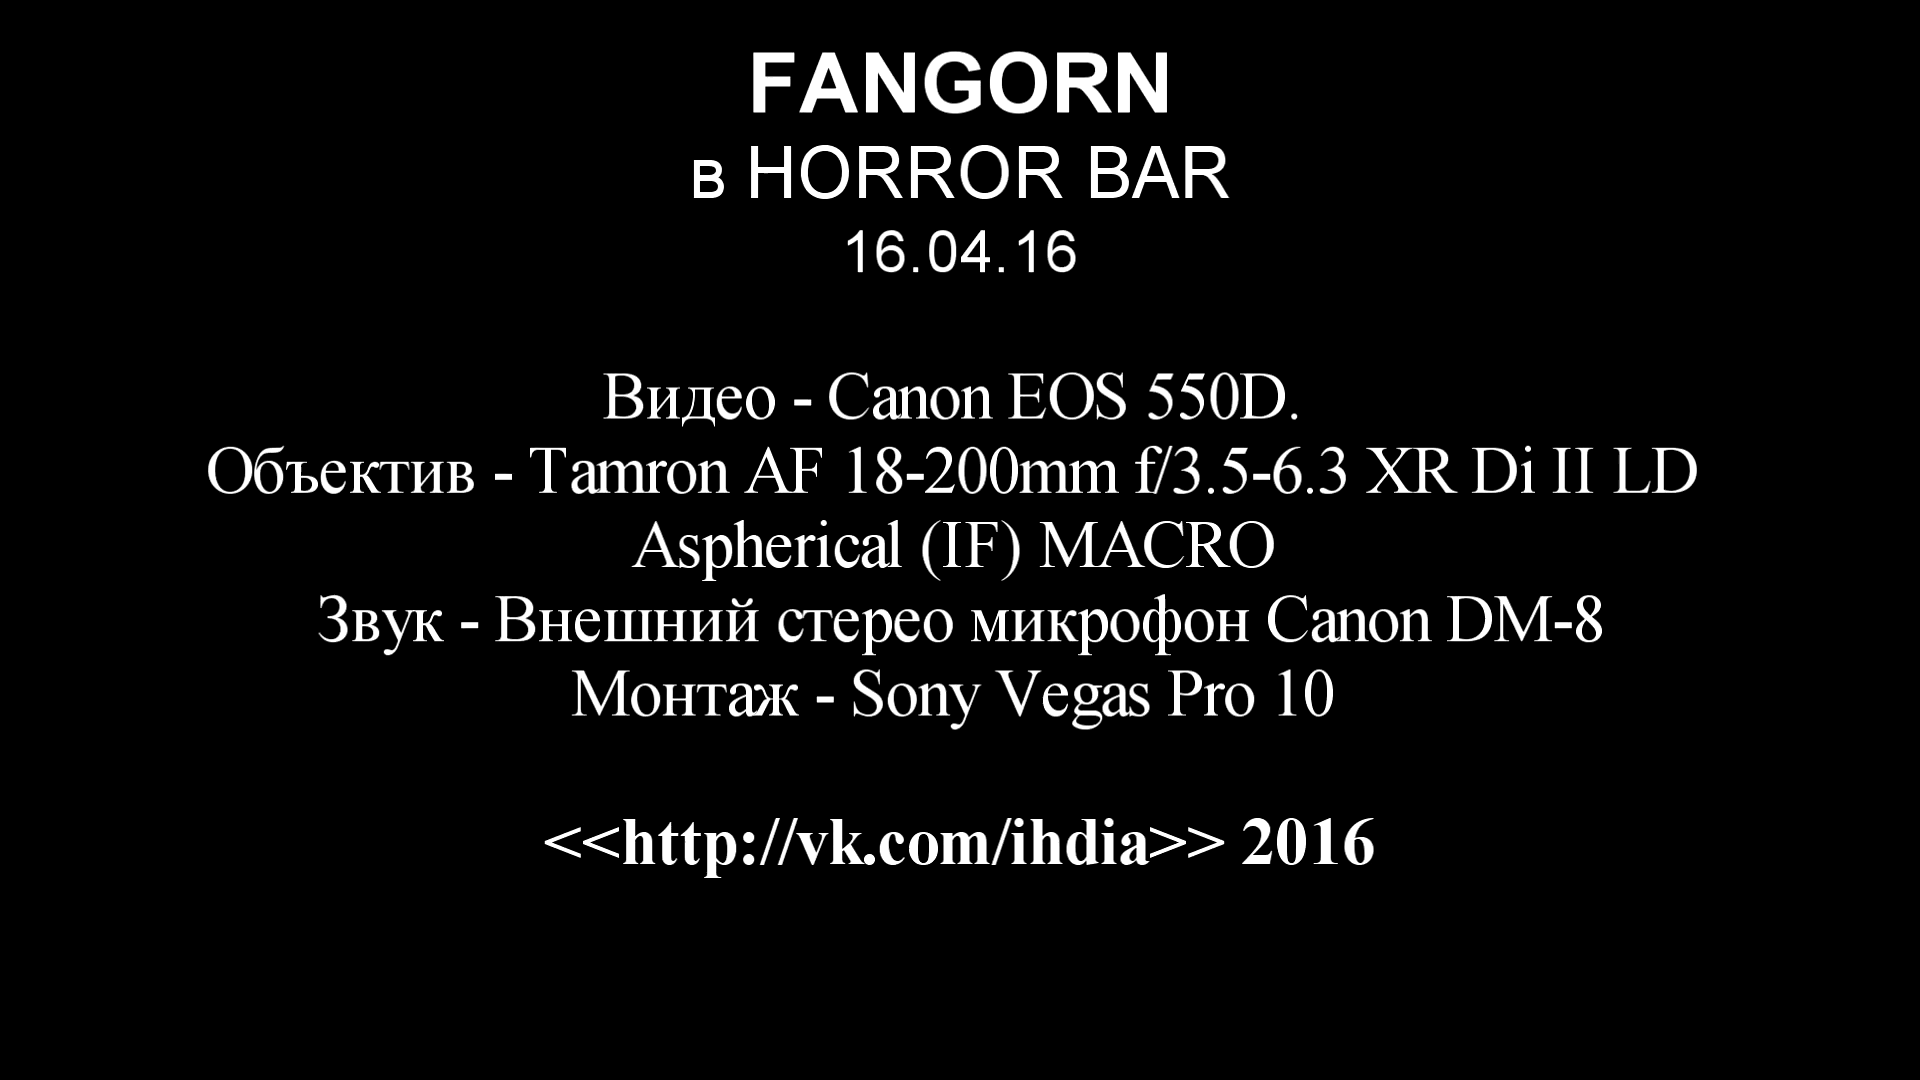 FANGORN
в HORROR BAR
16.04.16
Видео - Canon EOS 550D.
Объектив - Tamron AF 18-200mm f/3.5-6.3 XR Di II LD
Aspherical (IF) MACRO
Звук - Внешний стерео микрофон Canon DM-8
Монтаж - Sony Vegas Pro 10
<<http://vk.com/ihdia>> 2016